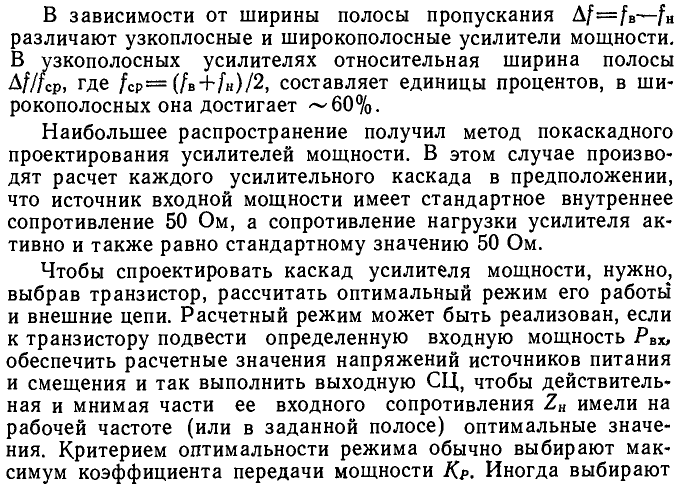 В зависимости от ширины полосы пропускания Δf=fв—fн
различают узкоплосные и широкополосные усилители мощности.
В узкополосных усилителях относительная ширина полосы
Δf/fср, где fср=(fв+fн)/2, составляет единицы процентов, в ши-
рокополосных она достигает ~60%.
Наибольшее распространение получил метод покаскадного
проектирования усилителей мощности. В этом случае произво-
дят расчет каждого усилительного каскада в предположении,
что источник входной мощности имеет стандартное внутреннее
сопротивление 50 Ом, а сопротивление нагрузки усилителя ак-
тивно и также равно стандартному значению 50 Ом.
Чтобы спроектировать каскад усилителя мощности, нужно,
выбрав транзистор, рассчитать оптимальный режим его работы
и внешние цепи. Расчетный режим может быть реализован, если
к транзистору подвести определенную входную мощность Pвх,
обеспечить расчетные значения напряжений источников питания
и смещения и так выполнить выходную СЦ, чтобы действитель-
ная и мнимая части ее входного сопротивления Zн имели на
рабочей частоте (или в заданной полосе) оптимальные значе-
ния. Критерием оптимальности режима обычно выбирают мак-
симум коэффициента передачи мощности KР. Иногда выбирают